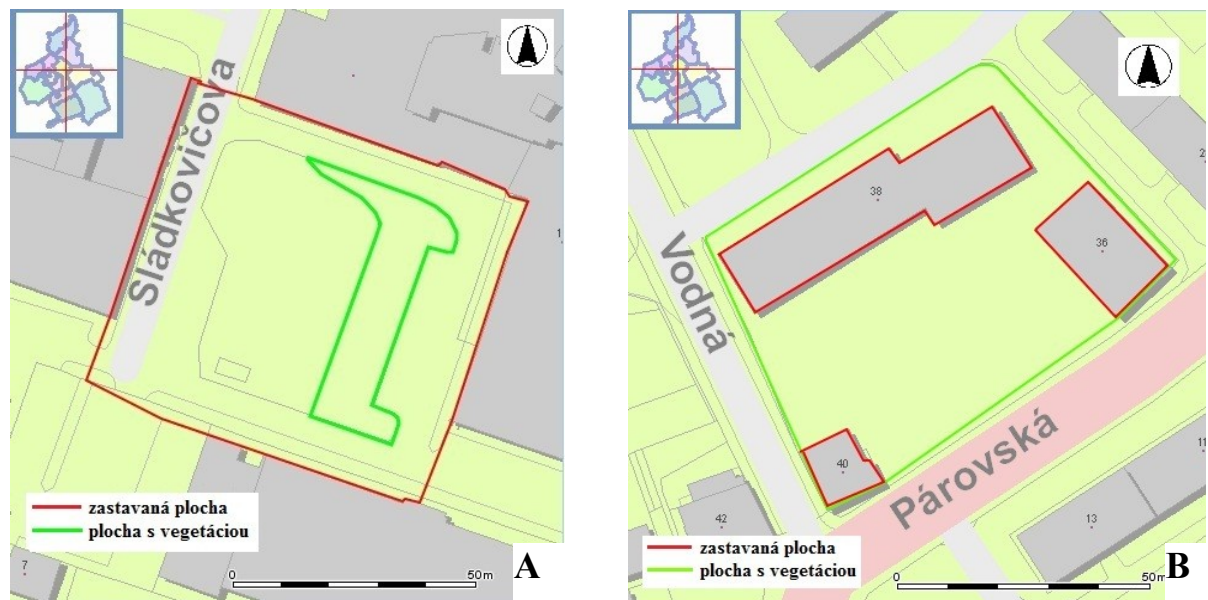 Sládkovičova
1
7
zastavaná plocha
plocha s vegetáciou
0 50m
A
38
36
Vodná
40
42
Párovská
13
11
2
zastavaná plocha
plocha s vegetáciou
0 50m
B